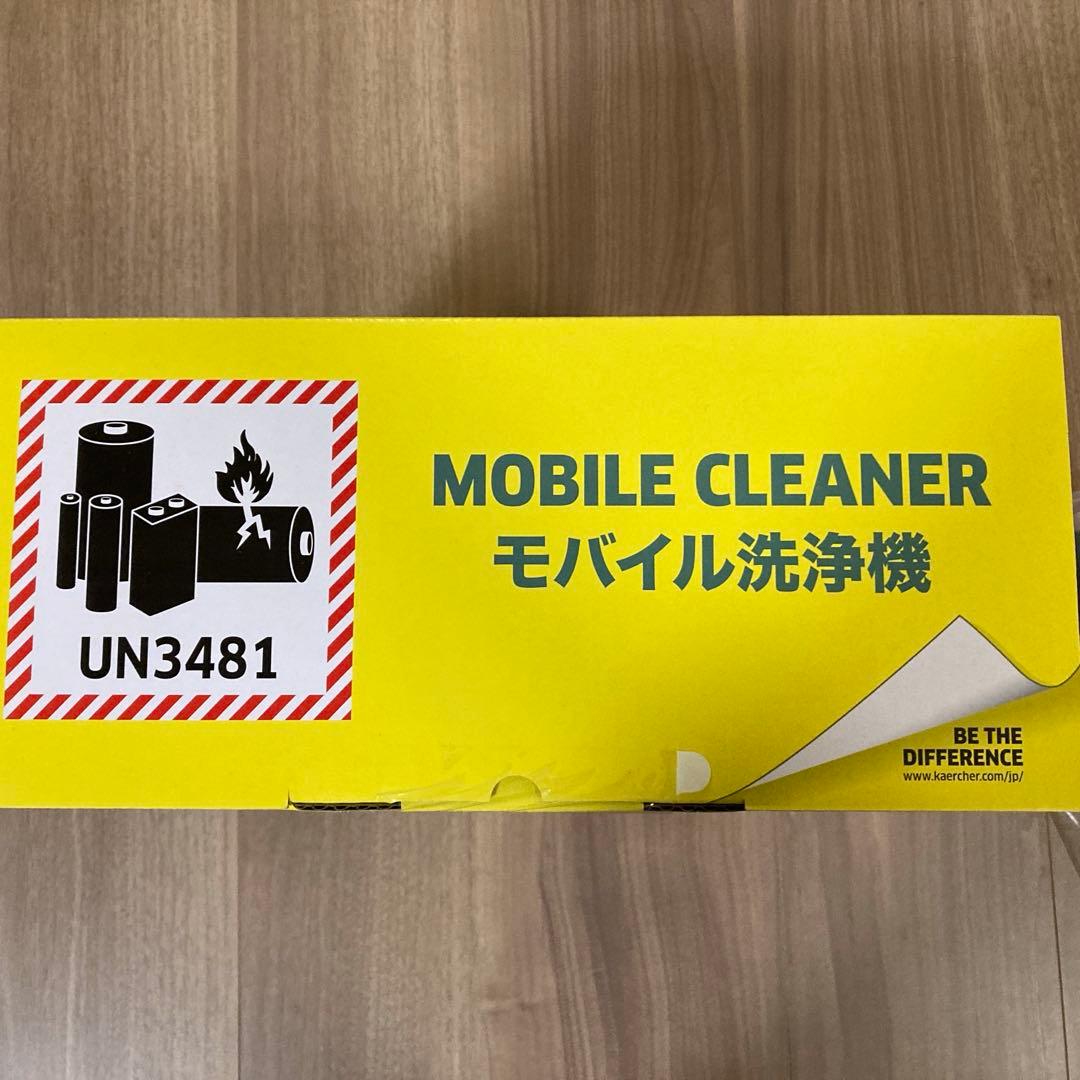 MOBILE CLEANER
モバイル洗浄機
UN3481
BE THE
DIFFERENCE
www.kaercher.com/jp/